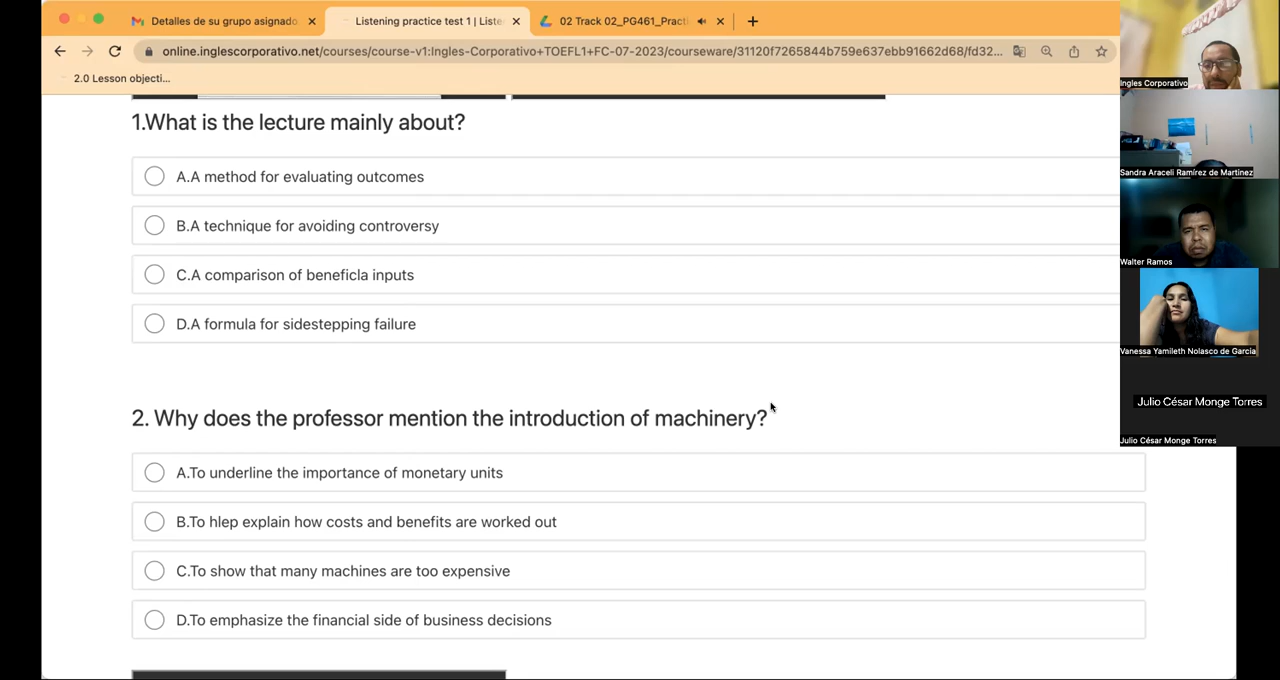 Detalles de su grupo asignado
Listening practice test 1 | Liste
02 Track 02_PG461_Practi
online.inglescorporativo.net/courses/course-v1:Ingles-Corporativo+TOEFL1+FC-07-2023/courseware/31120f7265844b759e637ebb91662d68/fd32...
2.0 Lesson objecti...
1.What is the lecture mainly about?
A.A method for evaluating outcomes
B.A technique for avoiding controversy
C.A comparison of beneficla inputs
D.A formula for sidestepping failure
2. Why does the professor mention the introduction of machinery?
A.To underline the importance of monetary units
B.To hlep explain how costs and benefits are worked out
C.To show that many machines are too expensive
D.To emphasize the financial side of business decisions
Ingles Corporativo
Sandra Araceli Ramírez de Martinez
Walter Ramos
Vanessa Yamileth Nolasco de Garcia
Julio César Monge Torres
Julio César Monge Torres